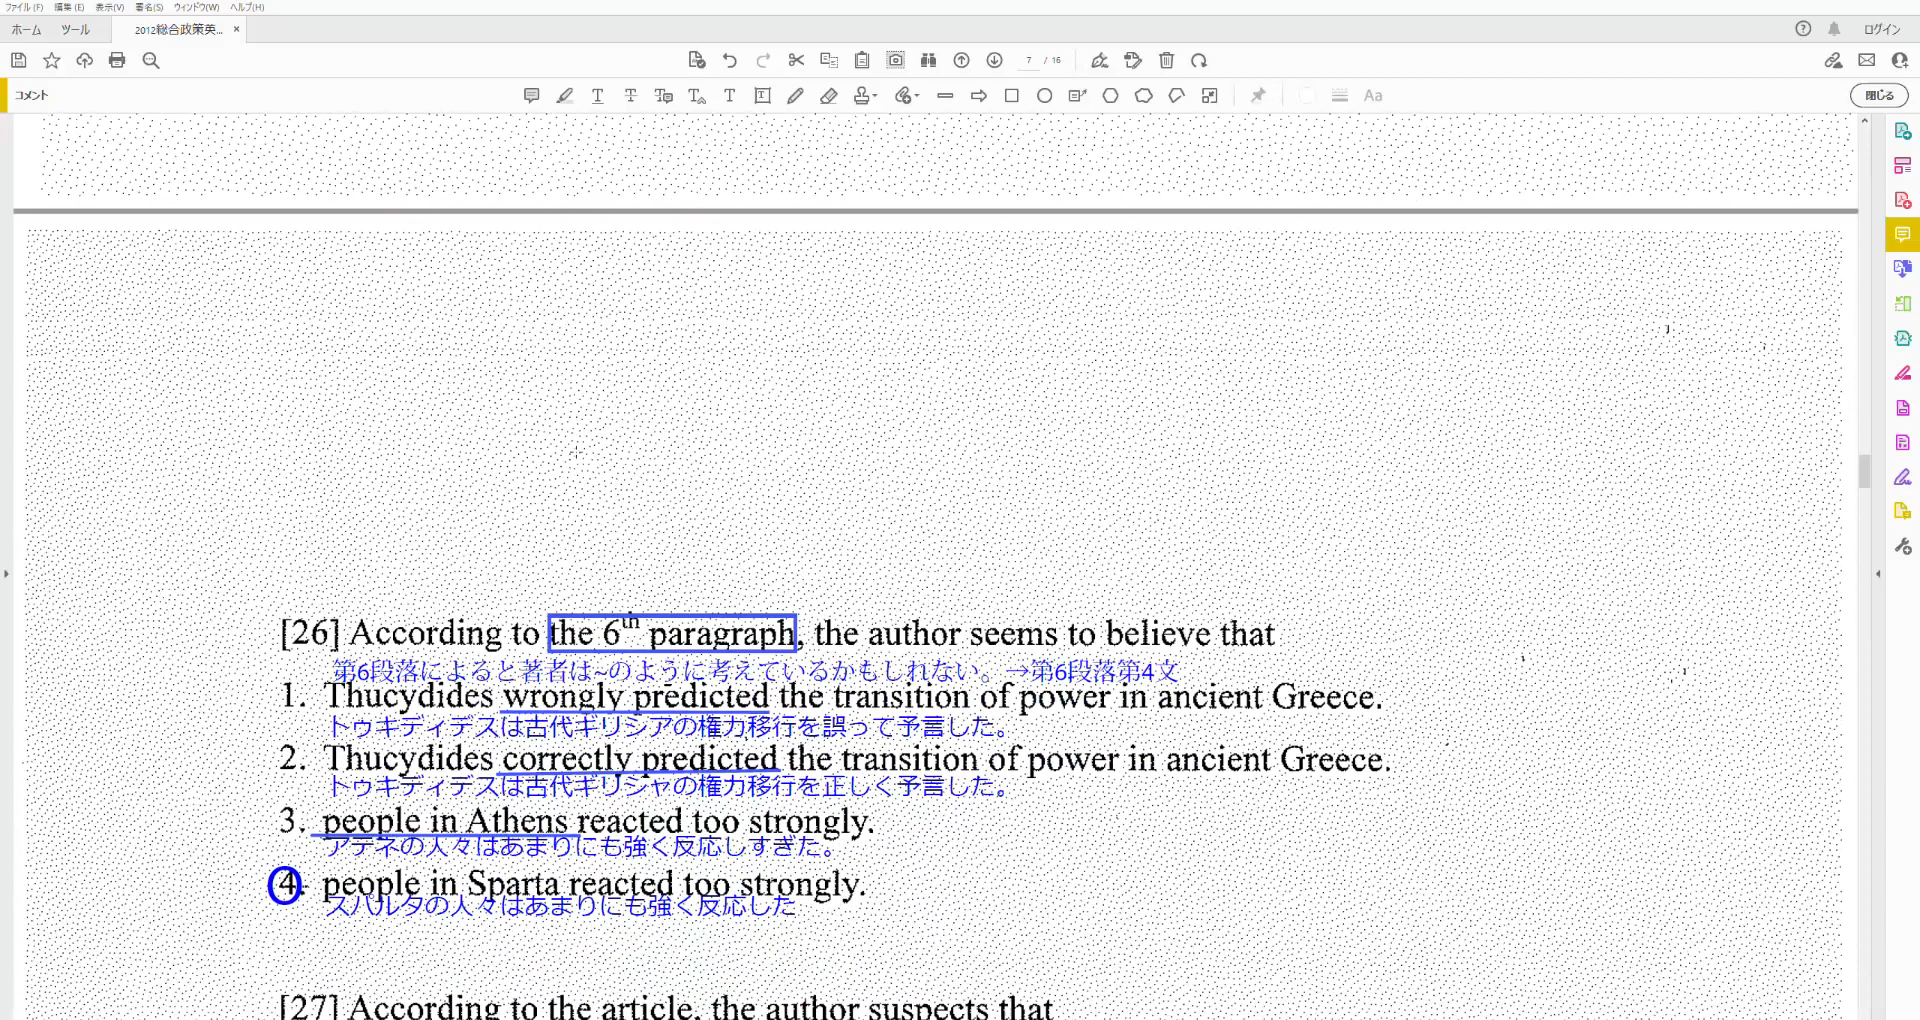 ファイル(F) 編集(E) 表示(V) 署名(S) ウィンドウ(W) ヘルプ(H)
ホーム ツール 2012総合政策英... × ログイン
7 / 16
コメント Aa 閉じる
[26] According to the 6th paragraph, the author seems to believe that
第6段落によると著者は~のように考えているかもしれない。→第6段落第4文
1. Thucydides wrongly predicted the transition of power in ancient Greece.
トゥキディデスは古代ギリシアの権力移行を誤って予言した。
2. Thucydides correctly predicted the transition of power in ancient Greece.
トゥキディデスは古代ギリシャの権力移行を正しく予言した。
3. people in Athens reacted too strongly.
アテネの人々はあまりにも強く反応しすぎた。
4. people in Sparta reacted too strongly.
スパルタの人々はあまりにも強く反応した
[27] According to the article, the author suspects that